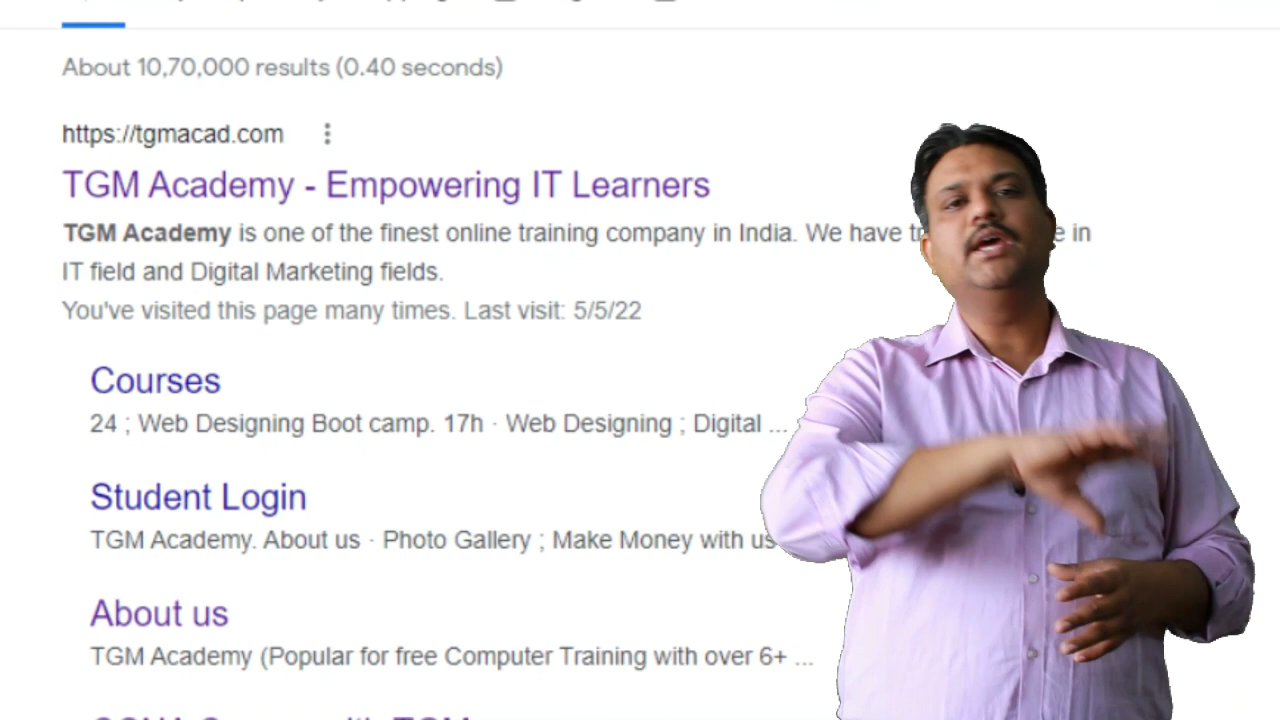 About 10,70,000 results (0.40 seconds)
https://tgmacad.com
TGM Academy - Empowering IT Learners
TGM Academy is one of the finest online training company in India. We have in
IT field and Digital Marketing fields.
You've visited this page many times. Last visit: 5/5/22
Courses
24 ; Web Designing Boot camp. 17h · Web Designing ; Digital ...
Student Login
TGM Academy. About us · Photo Gallery ; Make Money with us
About us
TGM Academy (Popular for free Computer Training with over 6+ ...